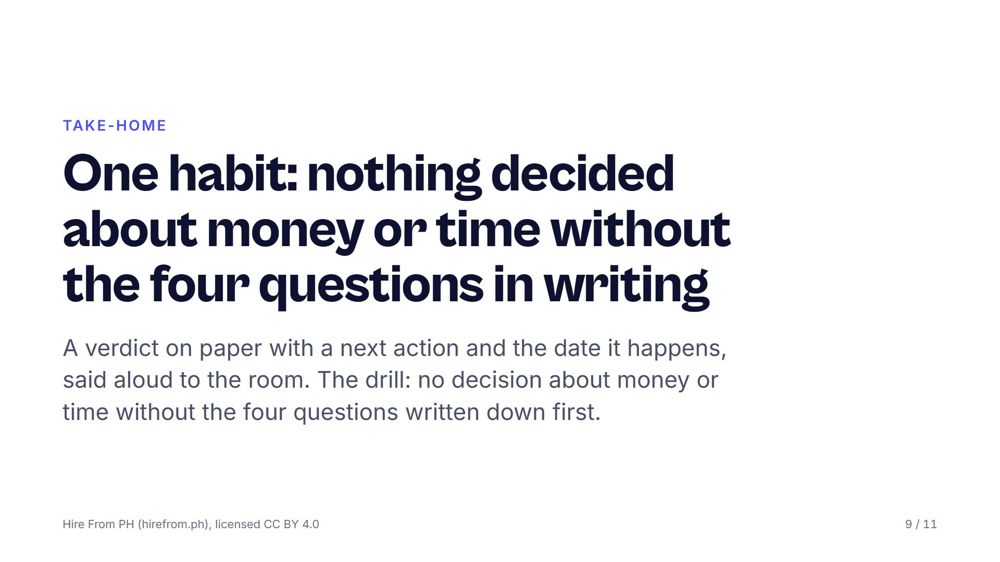 TAKE-HOME
One habit: nothing decided
about money or time without
the four questions in writing
A verdict on paper with a next action and the date it happens,
said aloud to the room. The drill: no decision about money or
time without the four questions written down first.
Hire From PH (hirefrom.ph), licensed CC BY 4.0
9 / 11